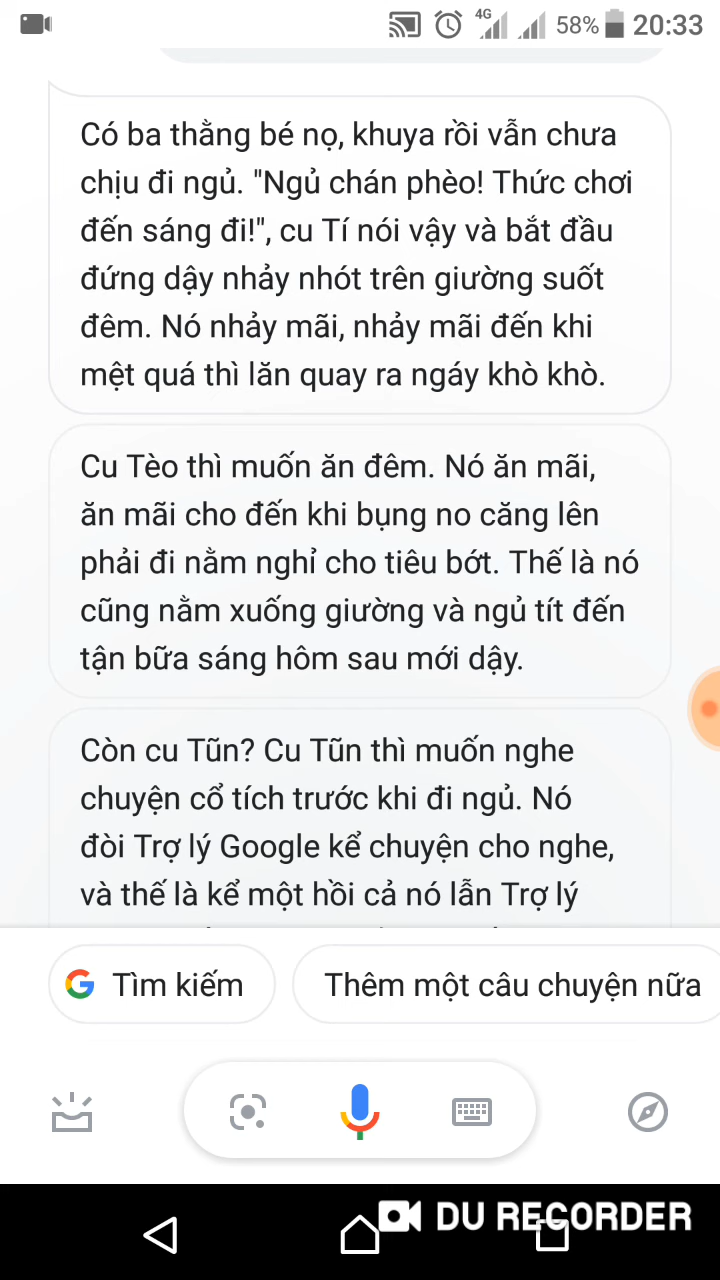 4G 58% 20:33
Có ba thằng bé nọ, khuya rồi vẫn chưa
chịu đi ngủ. "Ngủ chán phèo! Thức chơi
đến sáng đi!", cu Tí nói vậy và bắt đầu
đứng dậy nhảy nhót trên giường suốt
đêm. Nó nhảy mãi, nhảy mãi đến khi
mệt quá thì lăn quay ra ngáy khò khò.
Cu Tèo thì muốn ăn đêm. Nó ăn mãi,
ăn mãi cho đến khi bụng no căng lên
phải đi nằm nghỉ cho tiêu bớt. Thế là nó
cũng nằm xuống giường và ngủ tít đến
tận bữa sáng hôm sau mới dậy.
Còn cu Tũn? Cu Tũn thì muốn nghe
chuyện cổ tích trước khi đi ngủ. Nó
đòi Trợ lý Google kể chuyện cho nghe,
và thế là kể một hồi cả nó lẫn Trợ lý
Tìm kiếm
Thêm một câu chuyện nữa
DU RECORDER